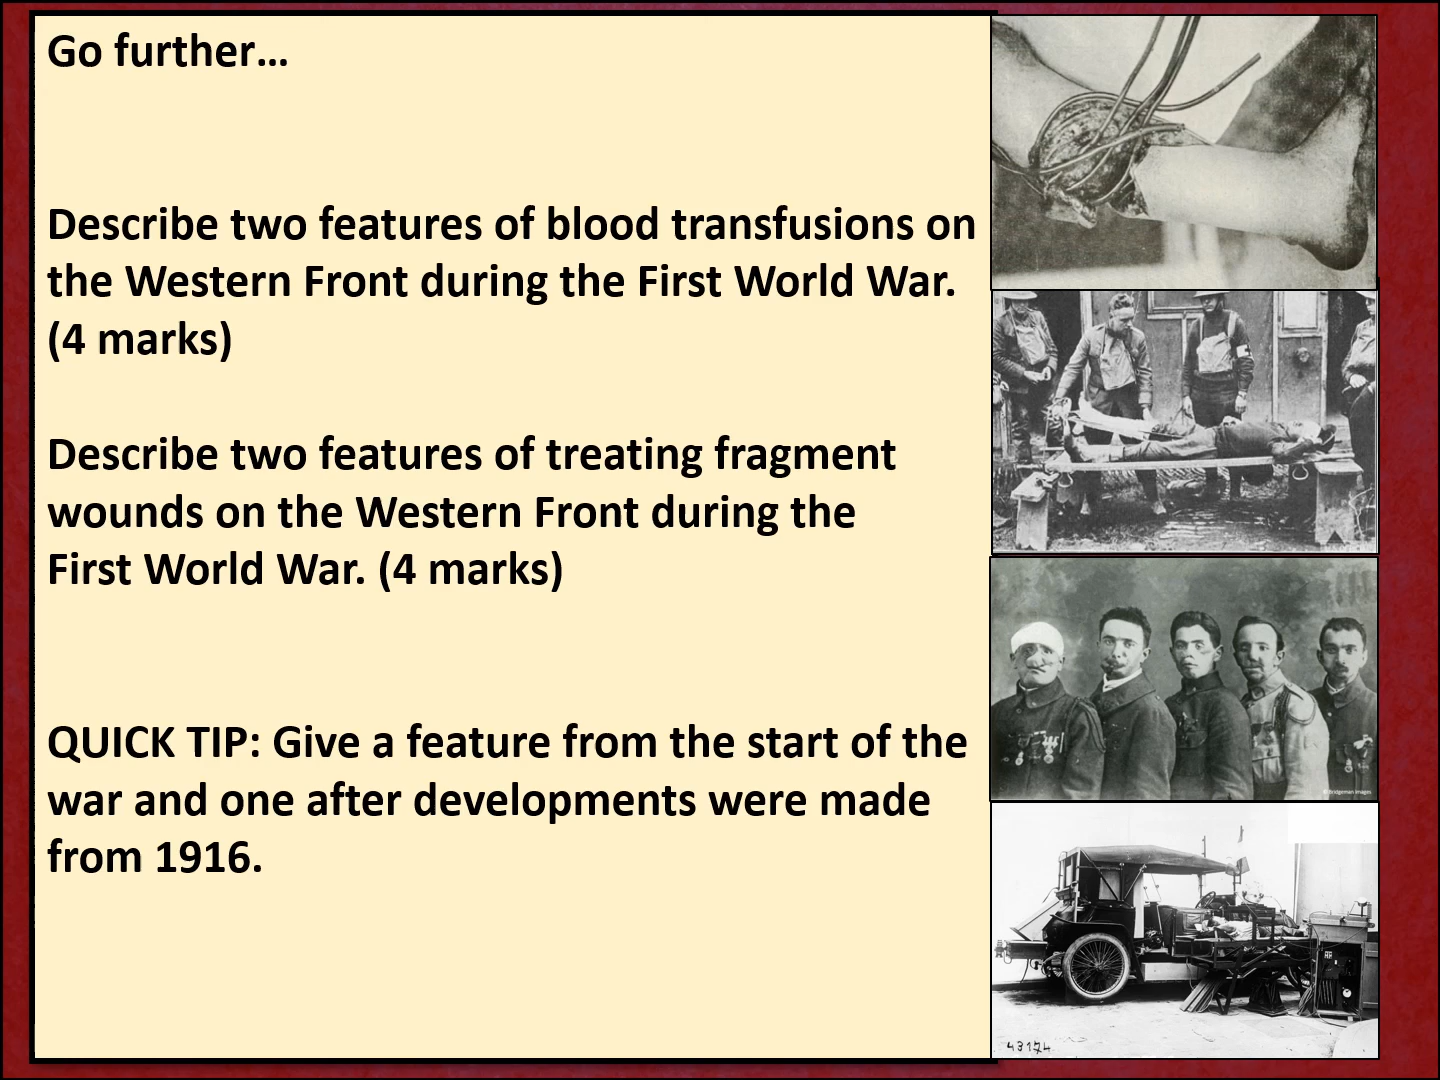 Go further…
Describe two features of blood transfusions on
the Western Front during the First World War.
(4 marks)
Describe two features of treating fragment
wounds on the Western Front during the
First World War. (4 marks)
QUICK TIP: Give a feature from the start of the
war and one after developments were made
from 1916.
© Bridgeman Images